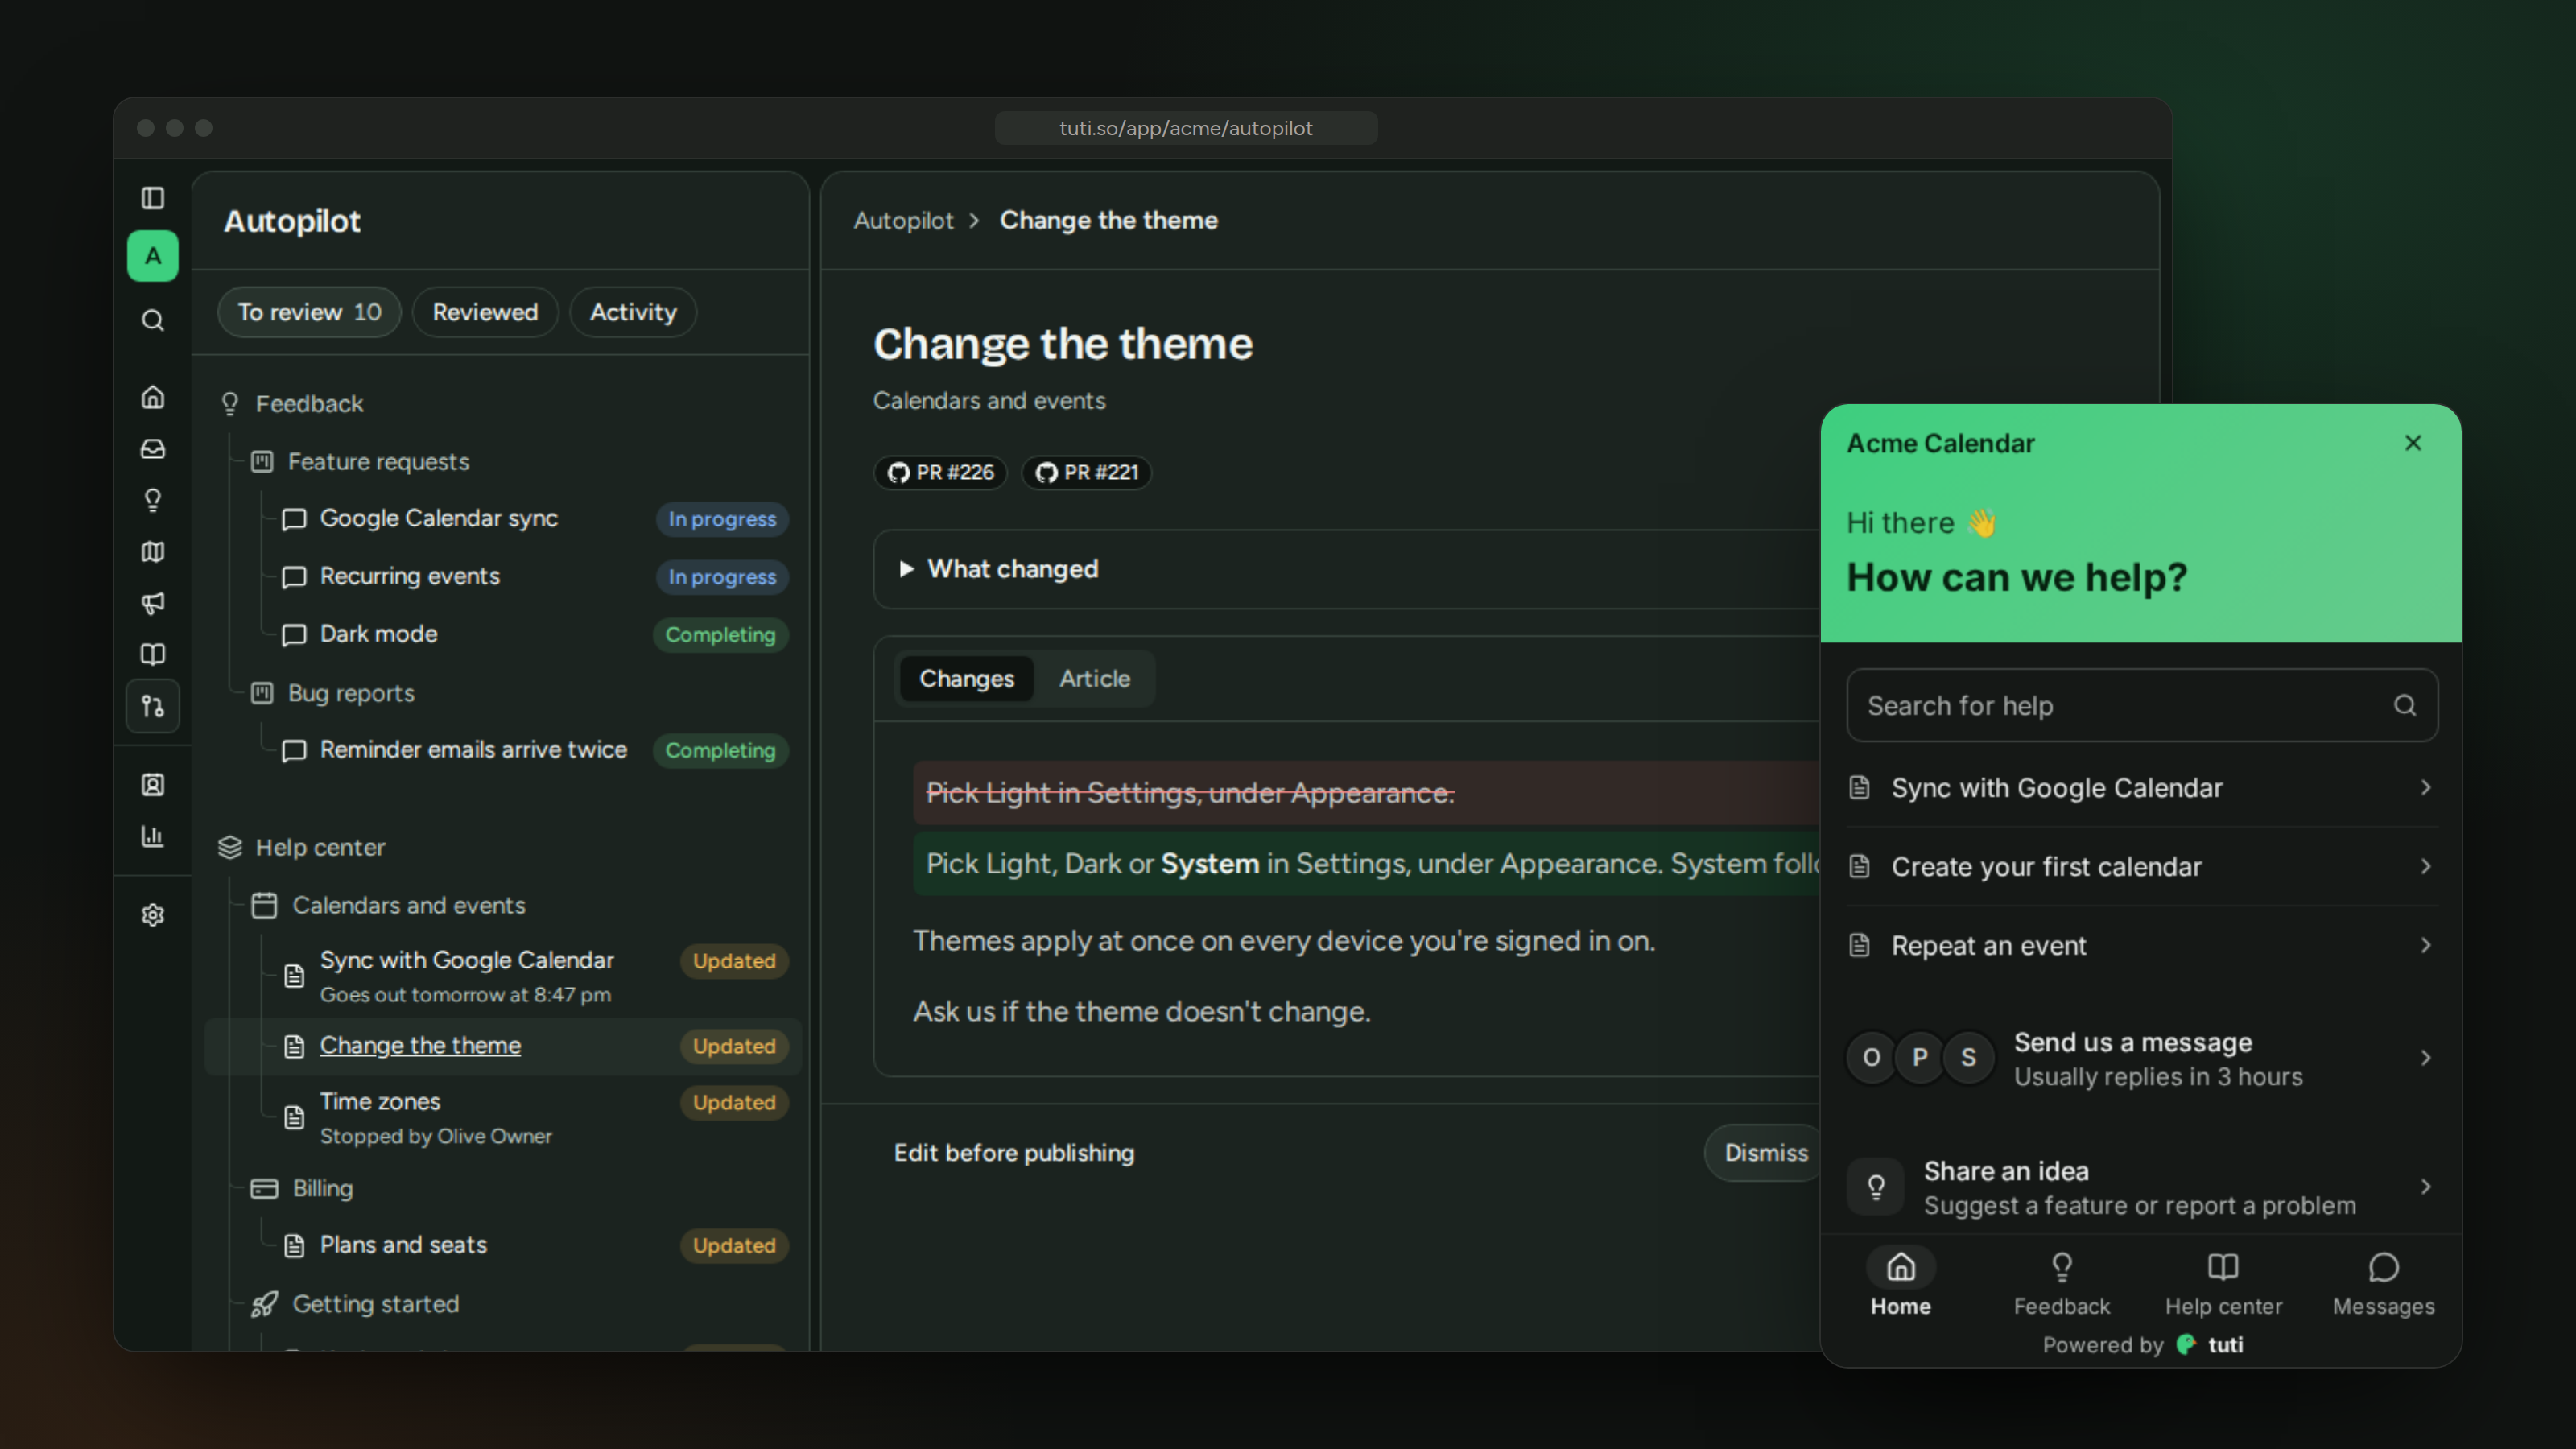 tuti.so/app/acme/autopilot
A
Autopilot
To review 10
Reviewed
Activity
Feedback
Feature requests
Google Calendar sync
In progress
Recurring events
In progress
Dark mode
Completing
Bug reports
Reminder emails arrive twice
Completing
Help center
Calendars and events
Sync with Google Calendar
Updated
Goes out tomorrow at 8:47 pm
Change the theme
Updated
Time zones
Updated
Stopped by Olive Owner
Billing
Plans and seats
Updated
Getting started
Autopilot > Change the theme
Change the theme
Calendars and events
PR #226
PR #221
What changed
Changes
Article
Pick Light in Settings, under Appearance.
Pick Light, Dark or System in Settings, under Appearance. System
Themes apply at once on every device you're signed in on.
Ask us if the theme doesn't change.
Edit before publishing
Dismiss
Acme Calendar
Hi there 👋
How can we help?
Search for help
Sync with Google Calendar
Create your first calendar
Repeat an event
O P S
Send us a message
Usually replies in 3 hours
Share an idea
Suggest a feature or report a problem
Home
Feedback
Help center
Messages
Powered by tuti